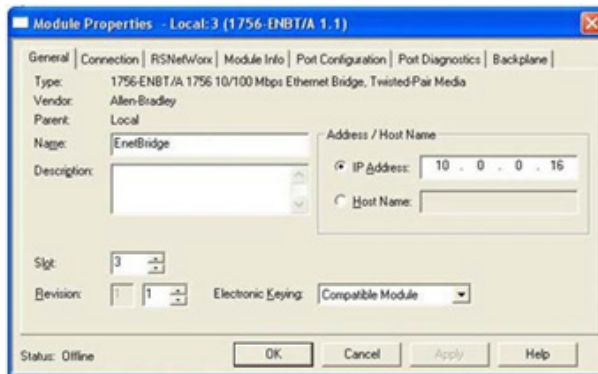 Module Properties - Local:3 (1756-ENBT/A 1.1)
General Connection RSNetWorx Module Info Port Configuration Port Diagnostics Backplane
Type: 1756-ENBT/A 1756 10/100 Mbps Ethernet Bridge, Twisted-Pair Media
Vendor: Allen-Bradley
Parent: Local
Name: EnetBridge
Address / Host Name
Description:
IP Address: 10 . 0 . 0 . 16
Host Name:
Slot: 3
Revision: 1 1 Electronic Keying: Compatible Module
Status: Offline OK Cancel Apply Help